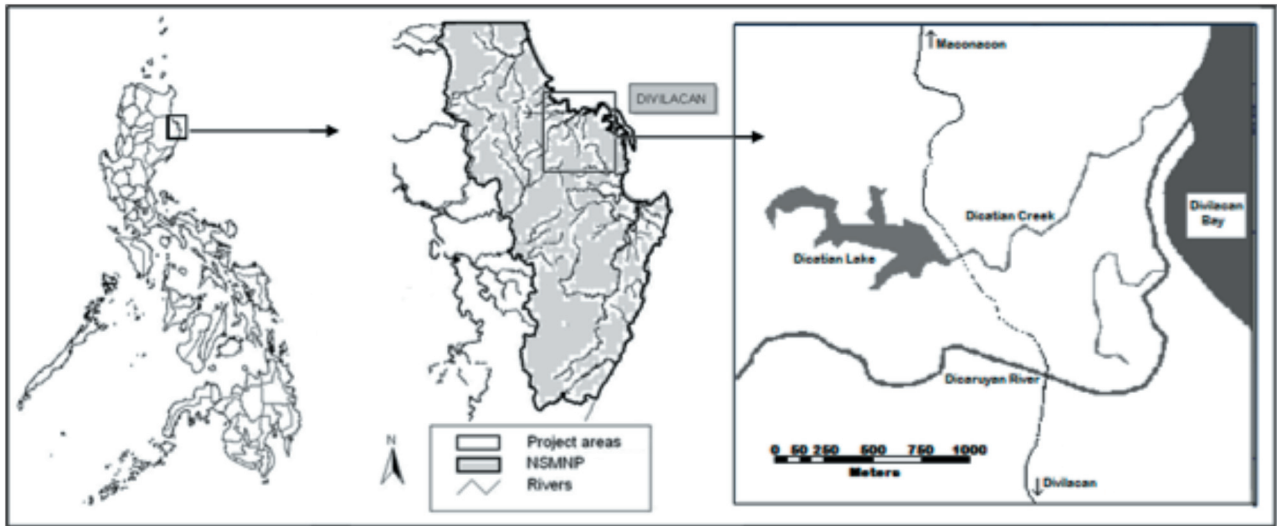 DIVILACAN
N
Project areas
NSMNP
Rivers
Maconacon
Dicatian Creek
Divilacan
Bay
Dicatian Lake
Dicaruyan River
0 50 250 500 750 1000
Meters
Divilacan